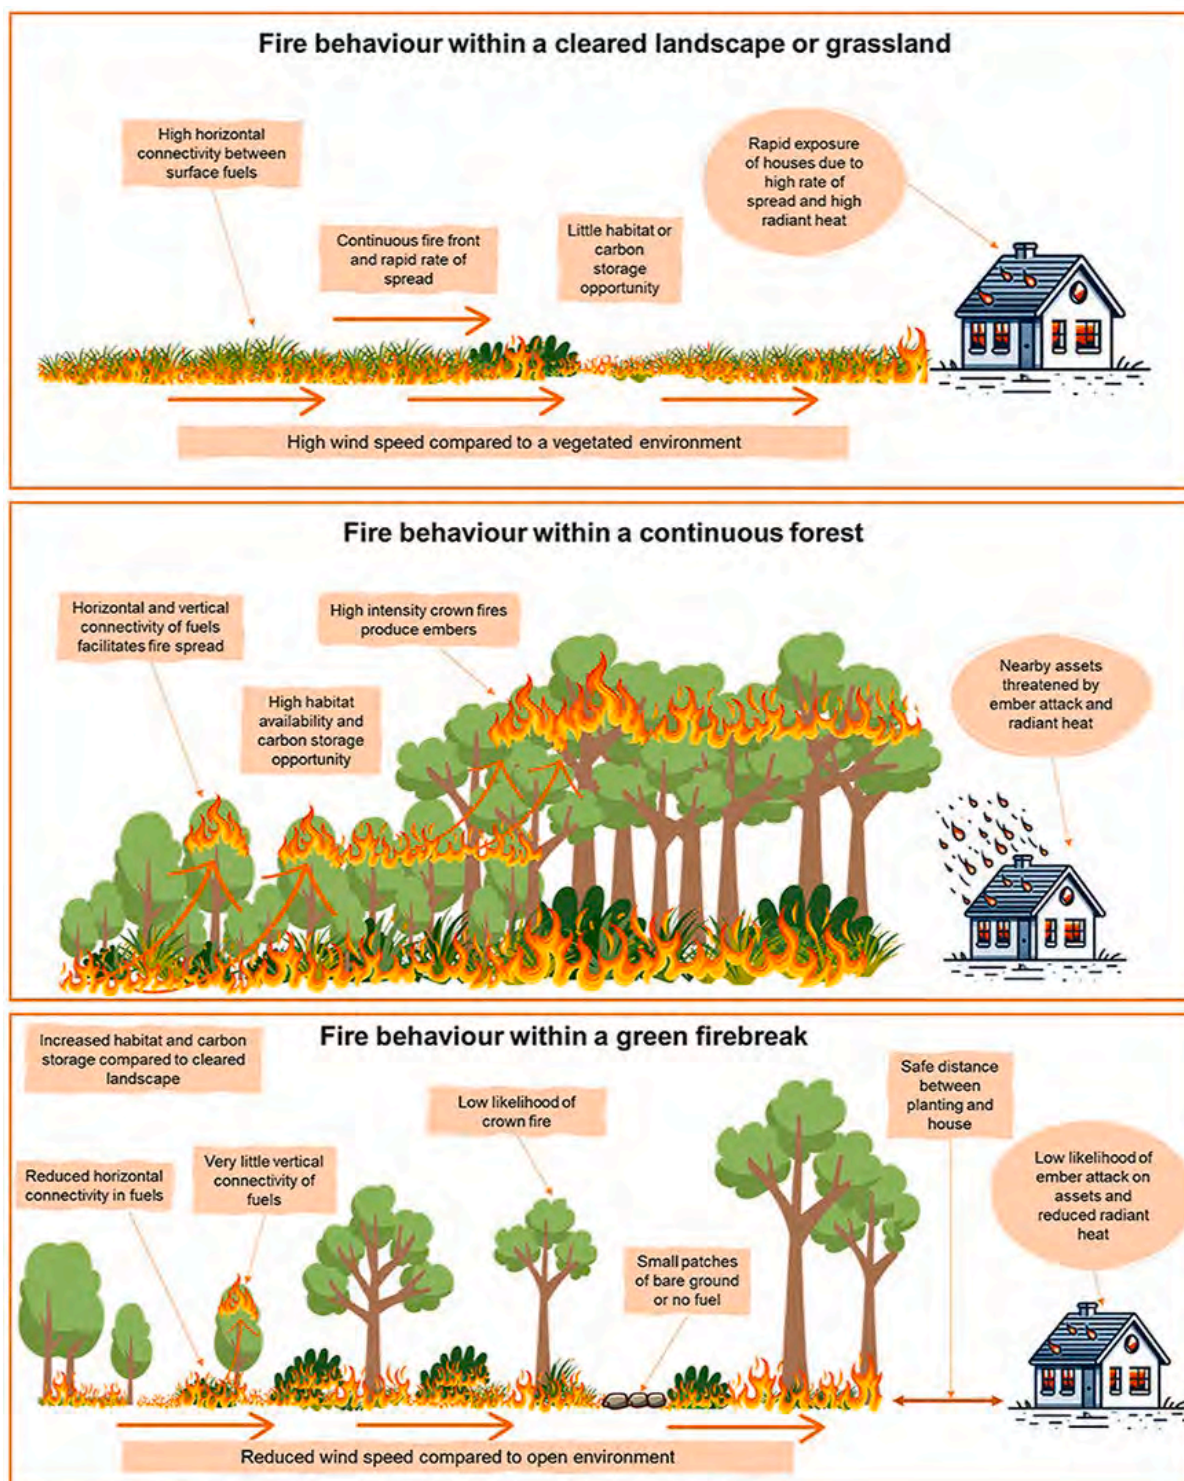 Fire behaviour within a cleared landscape or grassland
High horizontal
connectivity between
surface fuels
Continuous fire front
and rapid rate of
spread
Little habitat or
carbon
storage
opportunity
Rapid exposure
of houses due to
high rate of
spread and high
radiant heat
High wind speed compared to a vegetated environment
Fire behaviour within a continuous forest
Horizontal and vertical
connectivity of fuels
facilitates fire spread
High intensity crown fires
produce embers
High habitat
availability and
carbon storage
opportunity
Nearby assets
threatened by
ember attack and
radiant heat
Fire behaviour within a green firebreak
Increased habitat and carbon
storage compared to cleared
landscape
Reduced horizontal
connectivity in fuels
Very little vertical
connectivity of
fuels
Low likelihood of
crown fire
Small patches
of bare ground
or no fuel
Safe distance
between
planting and
house
Low likelihood of
ember attack on
assets and
reduced radiant
heat
Reduced wind speed compared to open environment